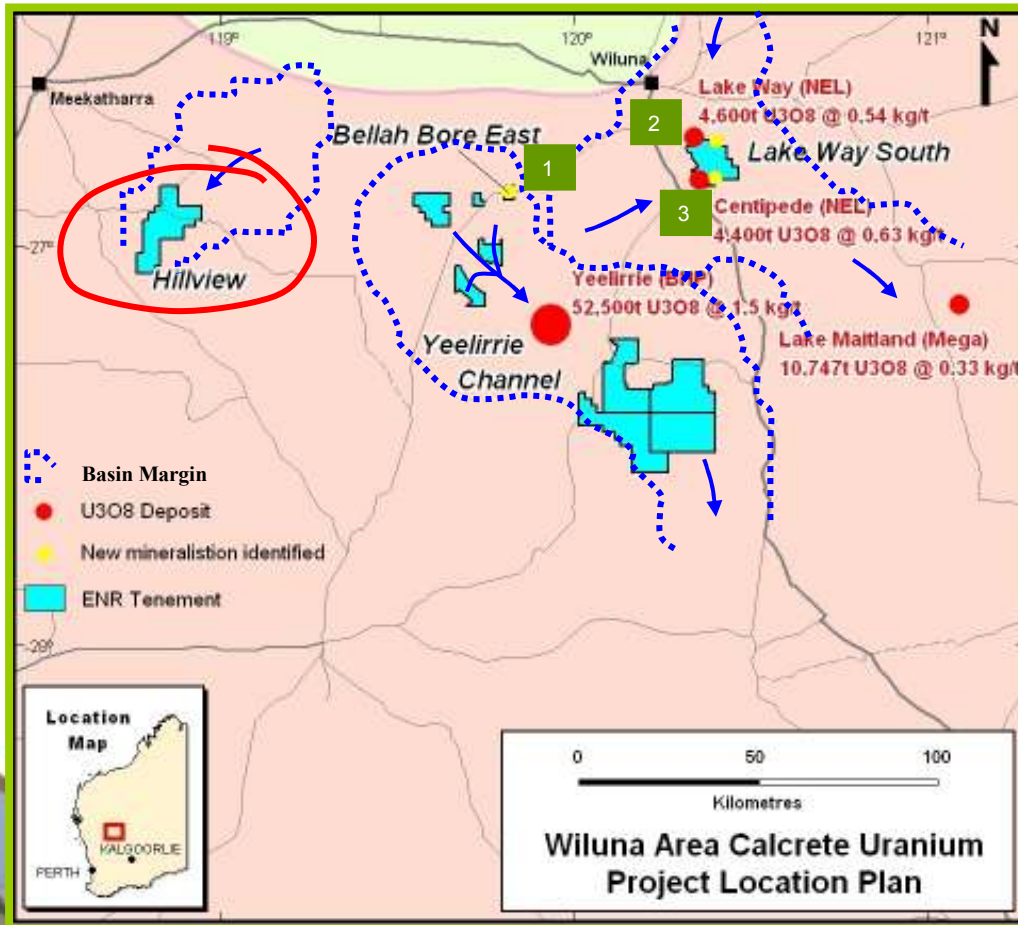 119°
120°
121°
N
Wiluna
Meekatharra
Lake Way (NEL)
4,600t U3O8 @ 0.54 kg/t
2
Bellah Bore East
1
Lake Way South
3
Centipede (NEL)
4,400t U3O8 @ 0.63 kg/t
-27°
Hillview
Yeelirrie (BHP)
52,500t U3O8 @ 1.5 kg/t
Yeelirrie
Channel
Lake Maitland (Mega)
10.747t U3O8 @ 0.33 kg/t
Basin Margin
U3O8 Deposit
New mineralistion identified
ENR Tenement
-28°
Location
Map
KALGOORLIE
PERTH
0 50 100
Kilometres
Wiluna Area Calcrete Uranium
Project Location Plan